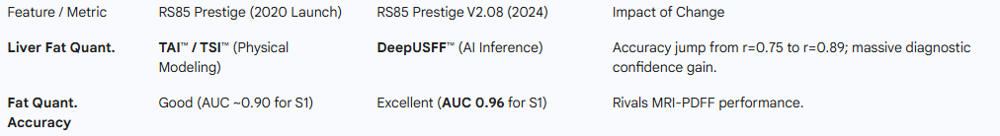 Feature / Metric RS85 Prestige (2020 Launch) RS85 Prestige V2.08 (2024) Impact of Change
Liver Fat Quant. TAI™ / TSI™ (Physical DeepUSFF™ (AI Inference) Accuracy jump from r=0.75 to r=0.89; massive diagnostic
Modeling) confidence gain.
Fat Quant. Good (AUC ~0.90 for S1) Excellent (AUC 0.96 for S1) Rivals MRI-PDFF performance.
Accuracy